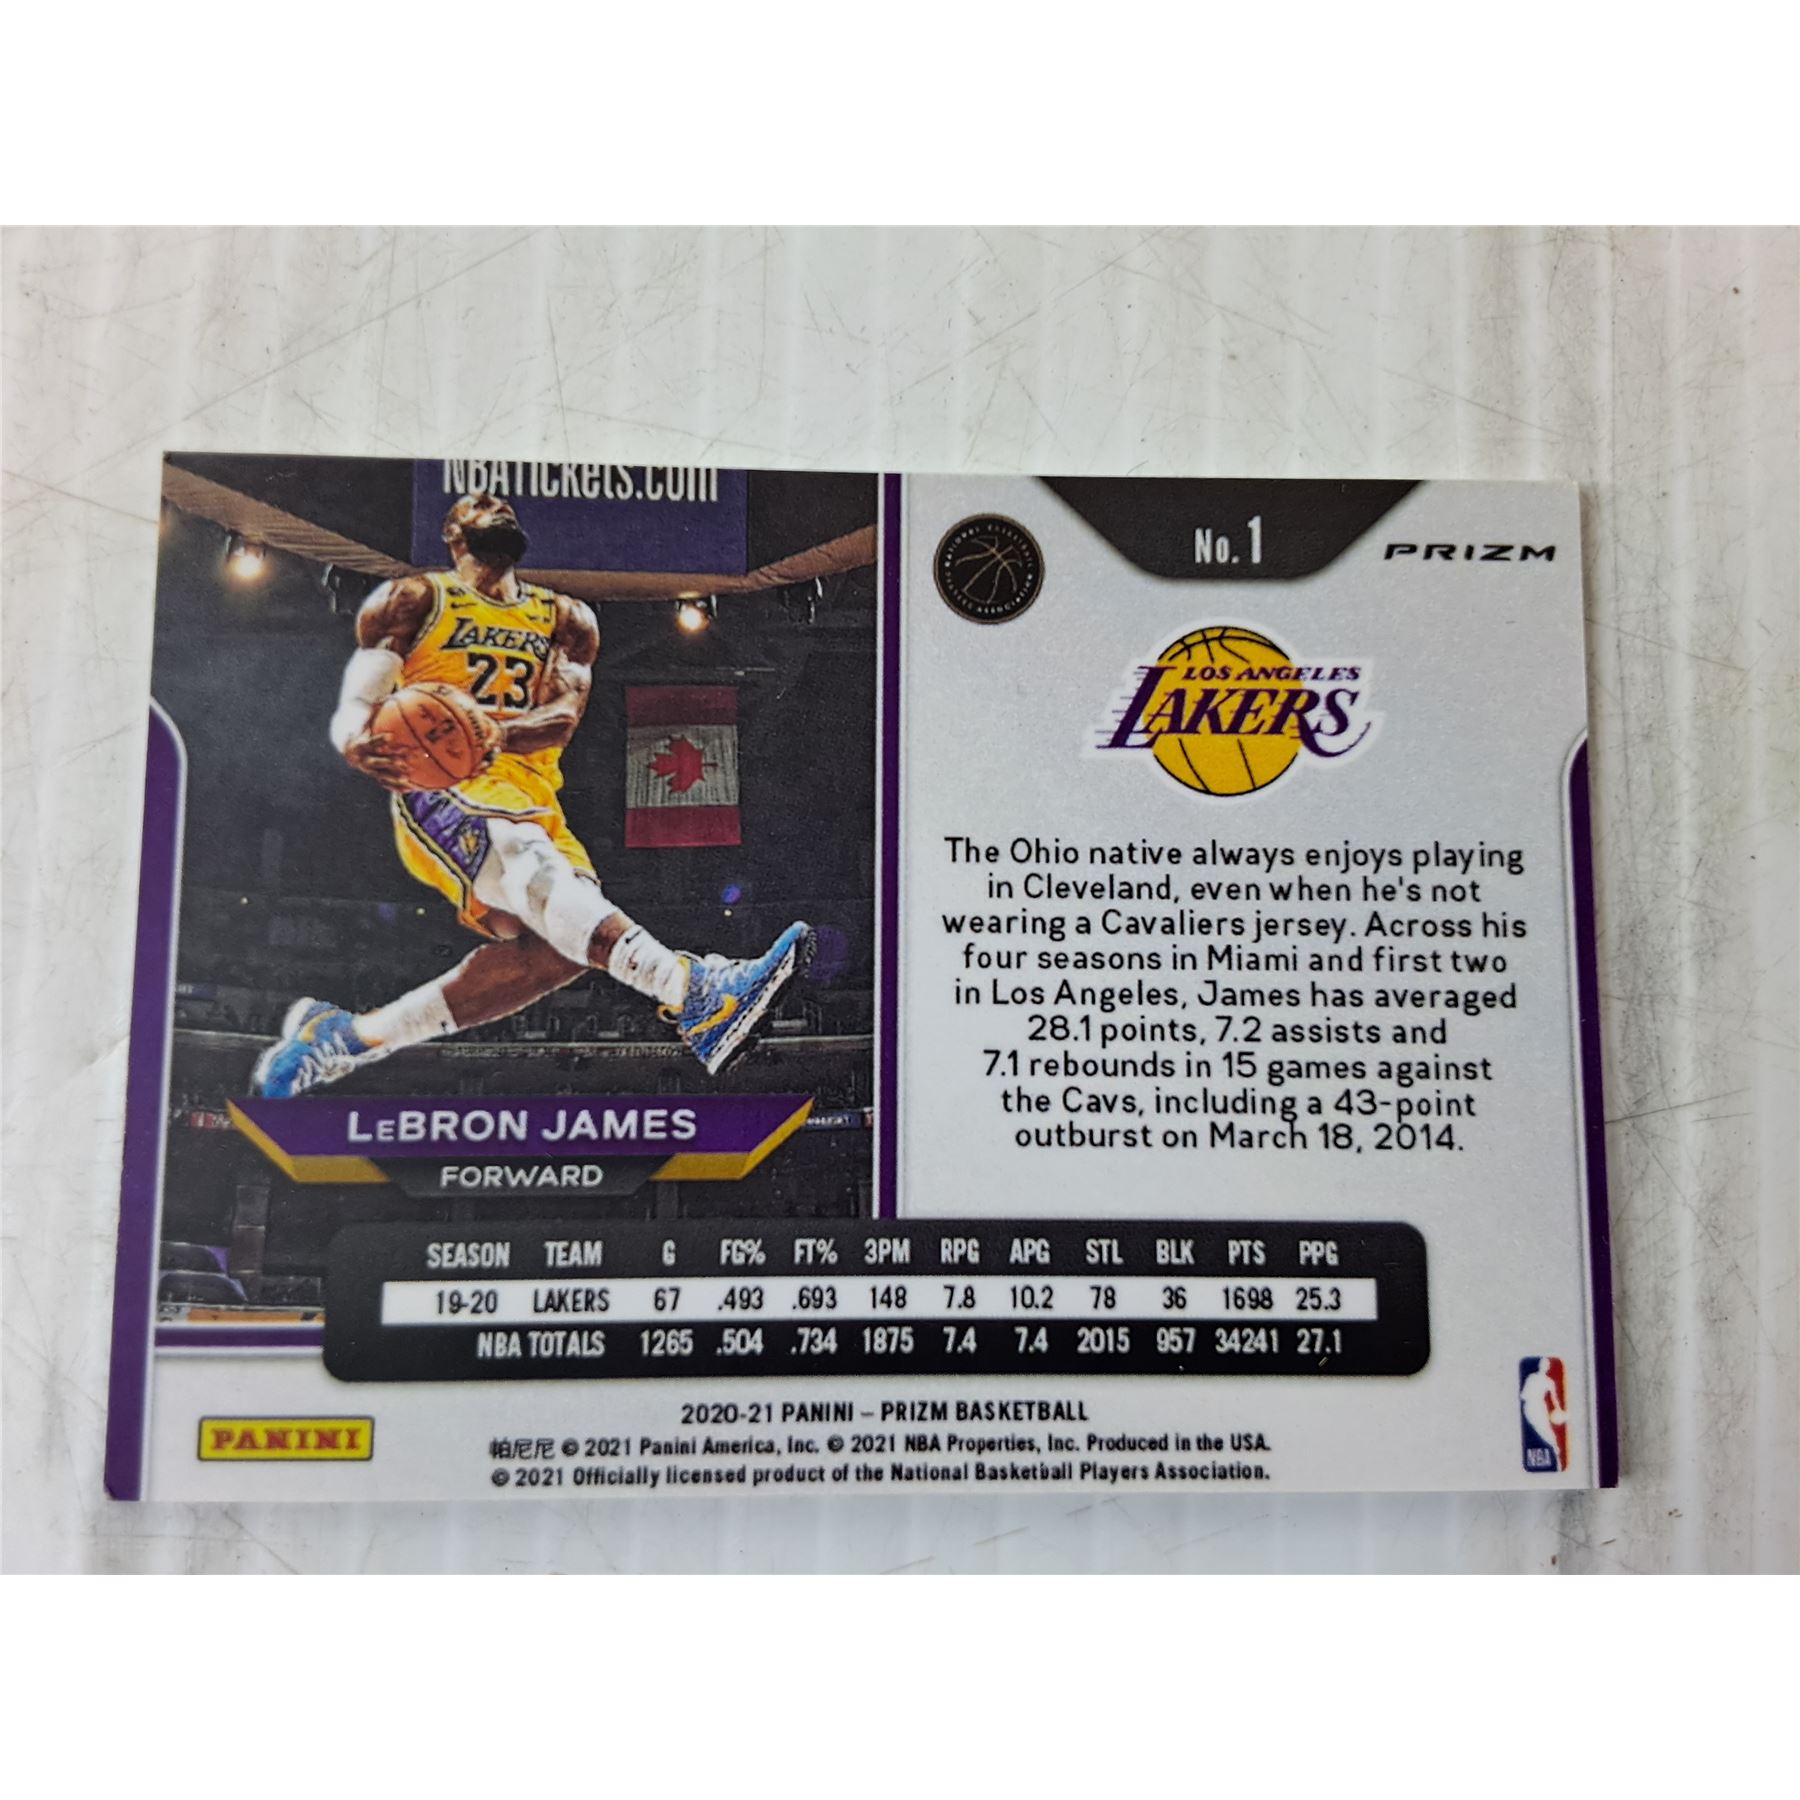 NBATickets.com
LAKERS
23
LeBRON JAMES
FORWARD
NATIONAL BASKETBALL
PLAYERS ASSOCIATION
No. 1
PRIZM
LOS ANGELES
LAKERS
The Ohio native always enjoys playing
in Cleveland, even when he's not
wearing a Cavaliers jersey. Across his
four seasons in Miami and first two
in Los Angeles, James has averaged
28.1 points, 7.2 assists and
7.1 rebounds in 15 games against
the Cavs, including a 43-point
outburst on March 18, 2014.
SEASON TEAM G FG% FT% 3PM RPG APG STL BLK PTS PPG
19-20 LAKERS 67 .493 .693 148 7.8 10.2 78 36 1698 25.3
NBA TOTALS 1265 .504 .734 1875 7.4 7.4 2015 957 34241 27.1
PANINI
2020-21 PANINI – PRIZM BASKETBALL
帕尼尼 © 2021 Panini America, Inc. © 2021 NBA Properties, Inc. Produced in the USA.
© 2021 Officially licensed product of the National Basketball Players Association.
NBA